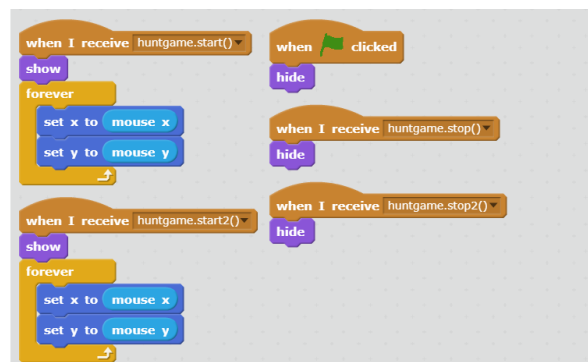 when I receive huntgame.start()
show
forever
set x to mouse x
set y to mouse y
when I receive huntgame.start2()
show
forever
set x to mouse x
set y to mouse y
when clicked
hide
when I receive huntgame.stop()
hide
when I receive huntgame.stop2()
hide